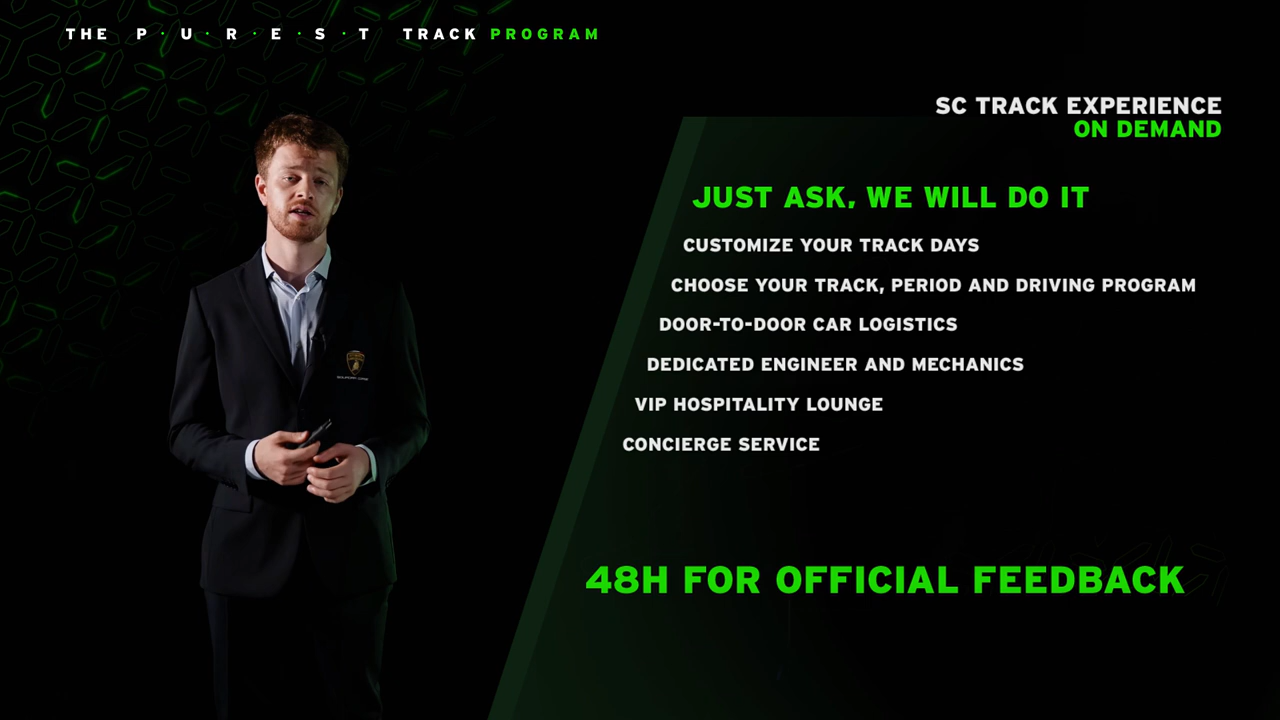 THE P·U·R·E·S·T TRACK PROGRAM
SC TRACK EXPERIENCE
ON DEMAND
JUST ASK, WE WILL DO IT
CUSTOMIZE YOUR TRACK DAYS
CHOOSE YOUR TRACK, PERIOD AND DRIVING PROGRAM
DOOR-TO-DOOR CAR LOGISTICS
DEDICATED ENGINEER AND MECHANICS
VIP HOSPITALITY LOUNGE
CONCIERGE SERVICE
48H FOR OFFICIAL FEEDBACK